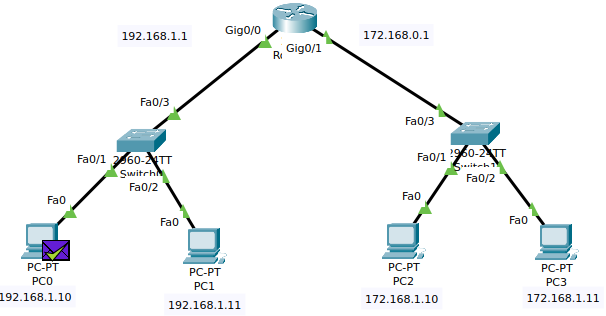 Gig0/0
192.168.1.1
172.168.0.1
Gig0/1
Fa0/3
Fa0/3
Fa0/1
2960-24TT
Fa0/2
2960-24TT
Fa0/1
Fa0/2
Fa0
Fa0
Fa0
Fa0
PC-PT
PC0
PC-PT
PC1
PC-PT
PC2
PC-PT
PC3
192.168.1.10
192.168.1.11
172.168.1.10
172.168.1.11